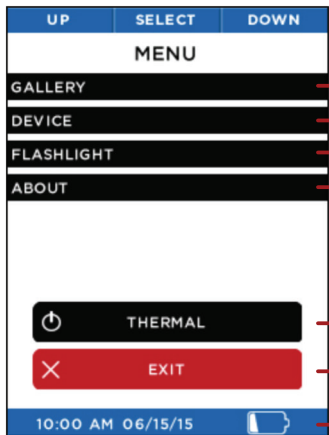 UP SELECT DOWN
MENU
GALLERY
DEVICE
FLASHLIGHT
ABOUT
THERMAL
EXIT
10:00 AM 06/15/15